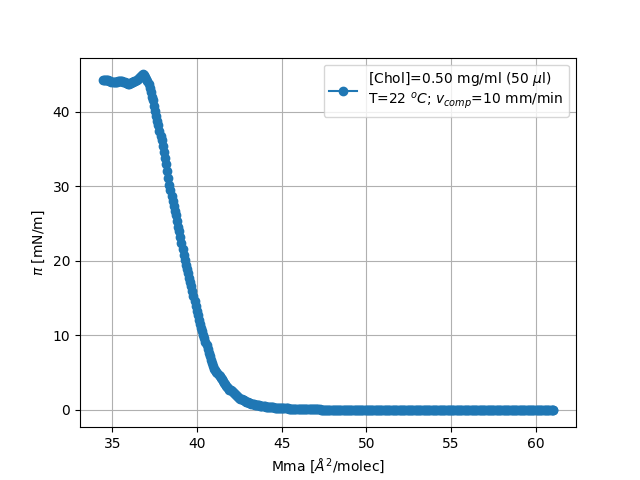 [Chol]=0.50 mg/ml (50 μl)
T=22 °C; v_comp=10 mm/min
π [mN/m]
40
30
20
10
0
35 40 45 50 55 60
Mma [Å²/molec]